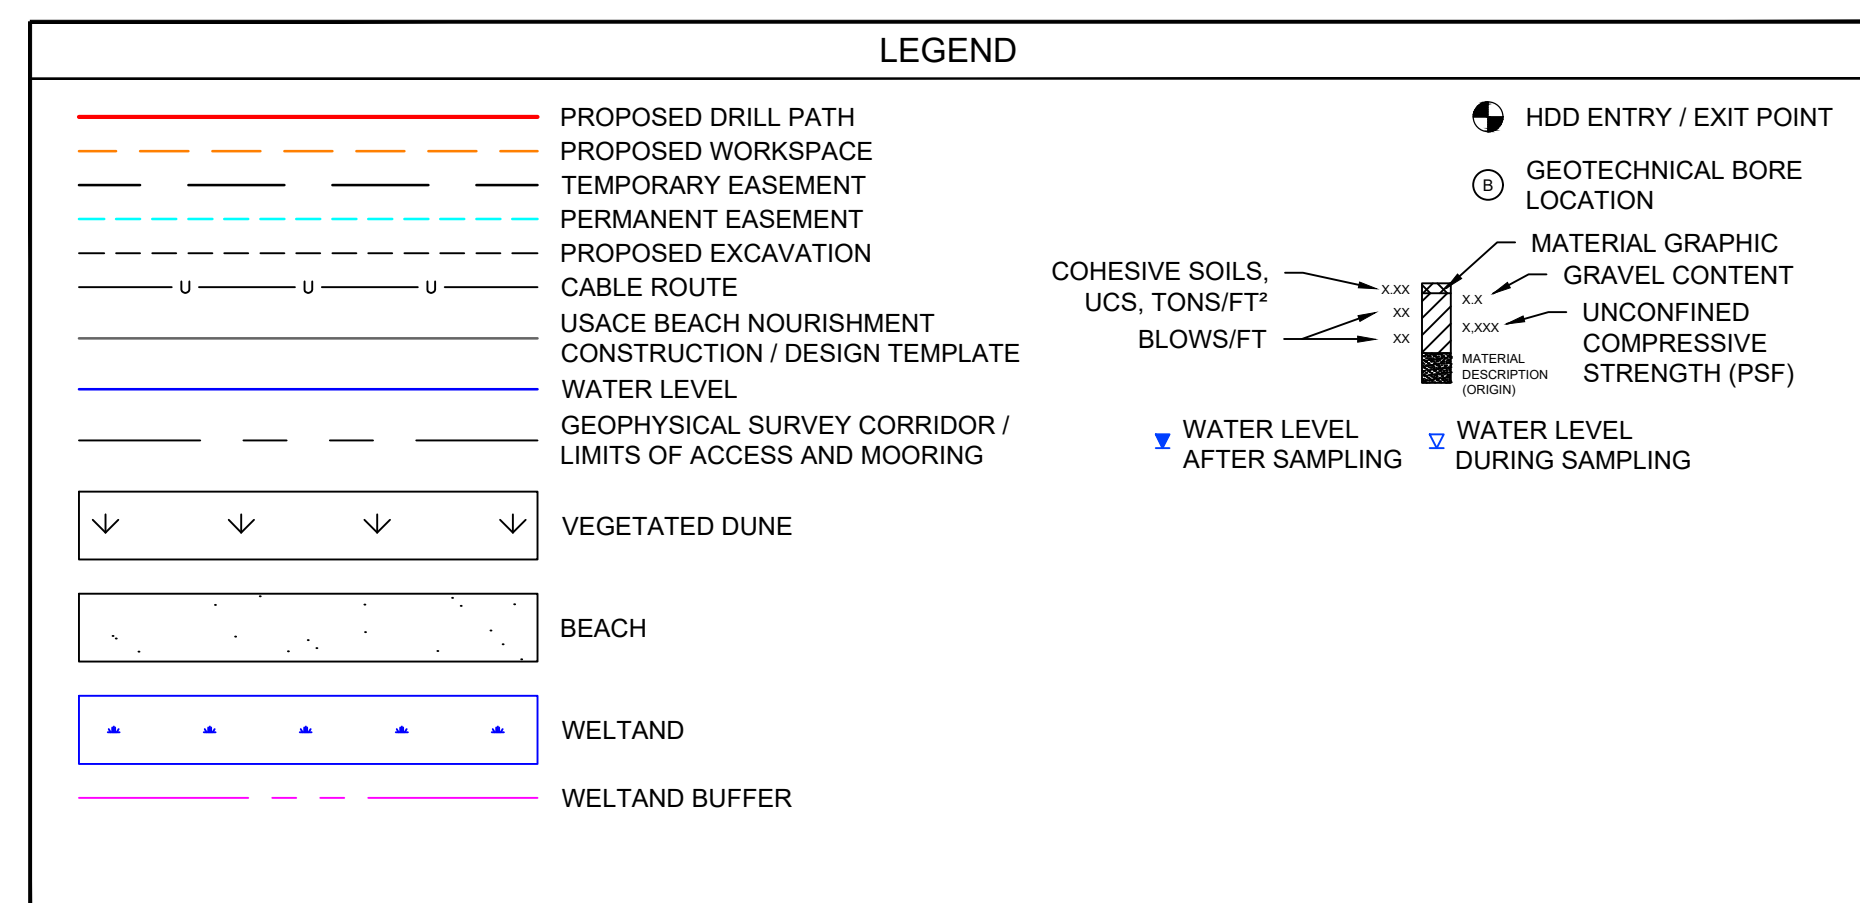 LEGEND
PROPOSED DRILL PATH
PROPOSED WORKSPACE
TEMPORARY EASEMENT
PERMANENT EASEMENT
PROPOSED EXCAVATION
U U U
CABLE ROUTE
USACE BEACH NOURISHMENT
CONSTRUCTION / DESIGN TEMPLATE
WATER LEVEL
GEOPHYSICAL SURVEY CORRIDOR /
LIMITS OF ACCESS AND MOORING
VEGETATED DUNE
BEACH
WELTAND
WELTAND BUFFER
HDD ENTRY / EXIT POINT
B
GEOTECHNICAL BORE
LOCATION
COHESIVE SOILS,
UCS, TONS/FT²
BLOWS/FT
X.XX
XX
XX
X.X
X,XXX
MATERIAL
DESCRIPTION
(ORIGIN)
MATERIAL GRAPHIC
GRAVEL CONTENT
UNCONFINED
COMPRESSIVE
STRENGTH (PSF)
WATER LEVEL
AFTER SAMPLING
WATER LEVEL
DURING SAMPLING